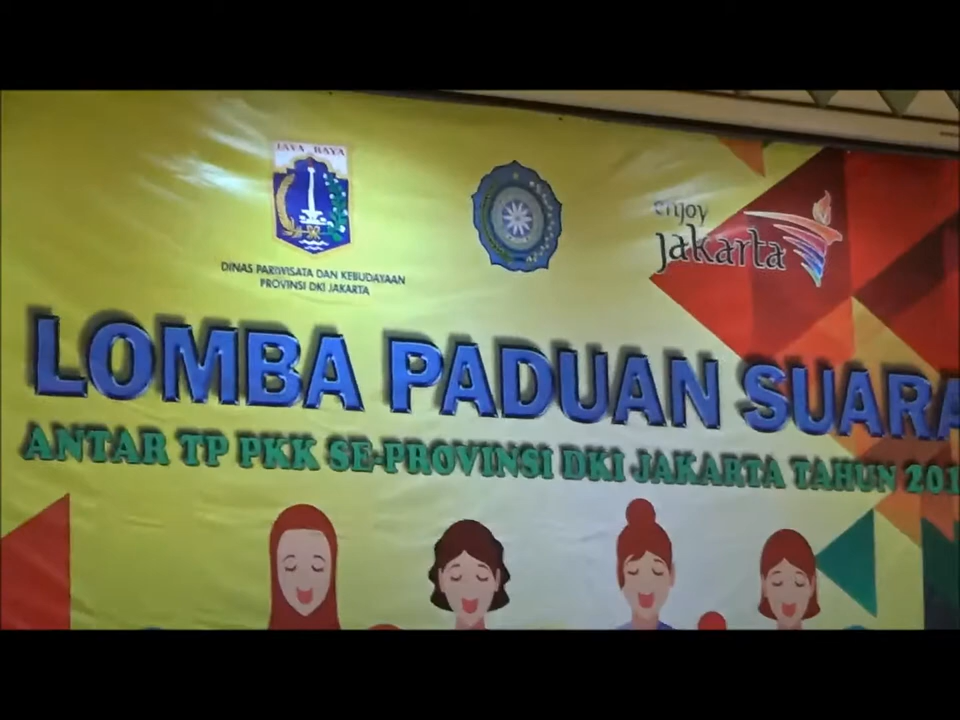 JAYA RAYA
DINAS PARIWISATA DAN KEBUDAYAAN
PROVINSI DKI JAKARTA
enjoy
jakarta
LOMBA PADUAN SUARA
ANTAR TP PKK SE-PROVINSI DKI JAKARTA TAHUN 201